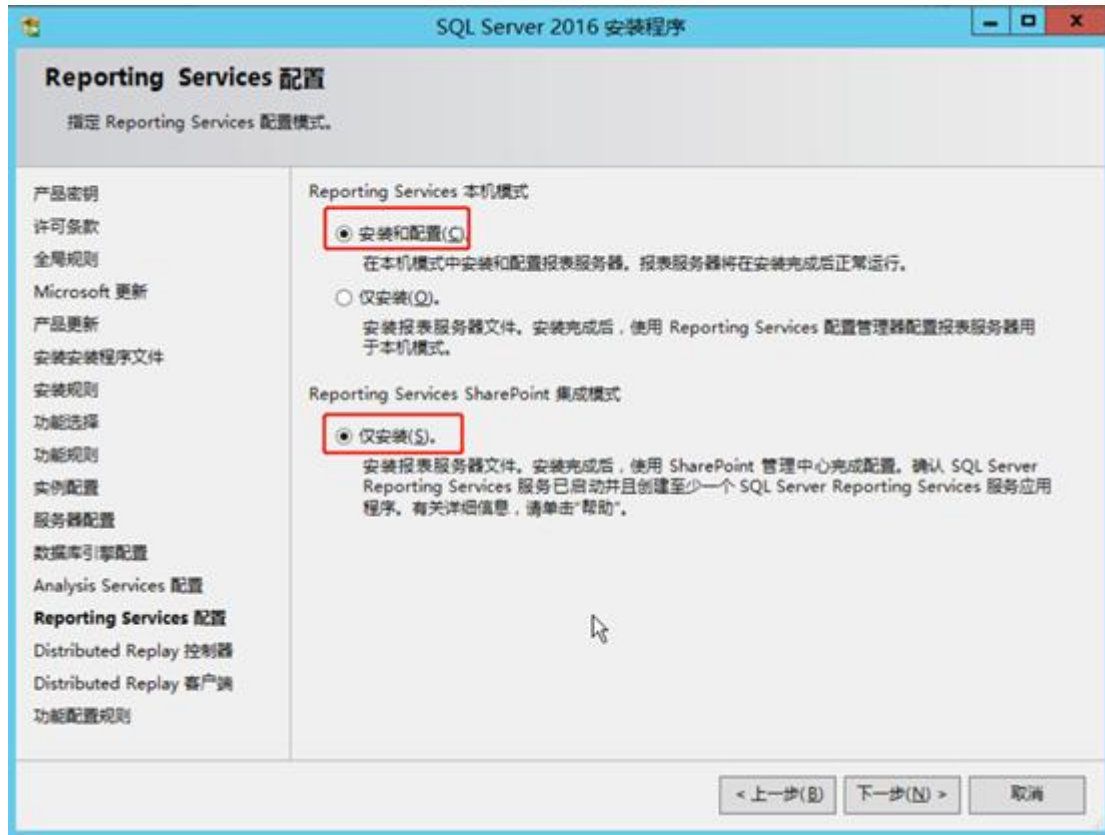 SQL Server 2016 安装程序
Reporting Services 配置
指定 Reporting Services 配置模式。
产品密钥
许可条款
全局规则
Microsoft 更新
产品更新
安装安装程序文件
安装规则
功能选择
功能规则
实例配置
服务器配置
数据库引擎配置
Analysis Services 配置
Reporting Services 配置
Distributed Replay 控制器
Distributed Replay 客户端
功能配置规则
Reporting Services 本机模式
安装和配置(C)。
在本机模式中安装和配置报表服务器。报表服务器将在安装完成后正常运行。
仅安装(O)。
安装报表服务器文件。安装完成后，使用 Reporting Services 配置管理器配置报表服务器用
于本机模式。
Reporting Services SharePoint 集成模式
仅安装(S)。
安装报表服务器文件。安装完成后，使用 SharePoint 管理中心完成配置。确认 SQL Server
Reporting Services 服务已启动并且创建至少一个 SQL Server Reporting Services 服务应用
程序。有关详细信息，请单击"帮助"。
< 上一步(B)
下一步(N) >
取消